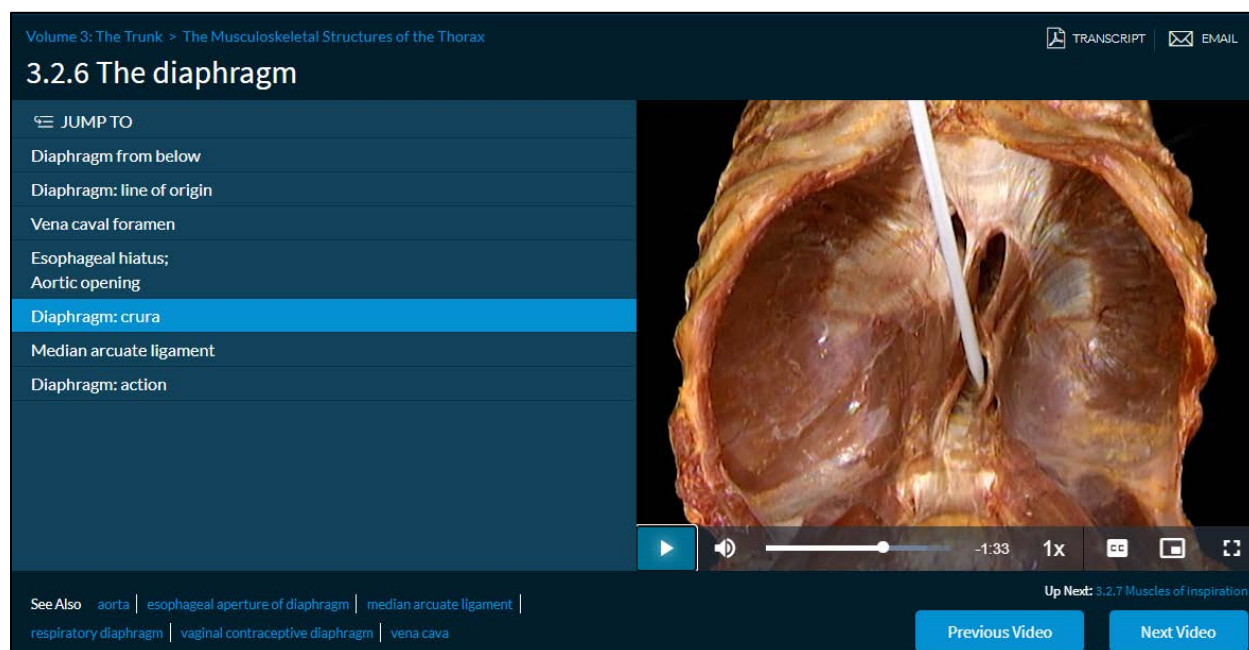 Volume 3: The Trunk > The Musculoskeletal Structures of the Thorax
TRANSCRIPT
EMAIL
3.2.6 The diaphragm
JUMP TO
Diaphragm from below
Diaphragm: line of origin
Vena caval foramen
Esophageal hiatus;
Aortic opening
Diaphragm: crura
Median arcuate ligament
Diaphragm: action
-1:33
1x
CC
See Also aorta | esophageal aperture of diaphragm | median arcuate ligament |
respiratory diaphragm | vaginal contraceptive diaphragm | vena cava
Up Next: 3.2.7 Muscles of inspiration
Previous Video
Next Video